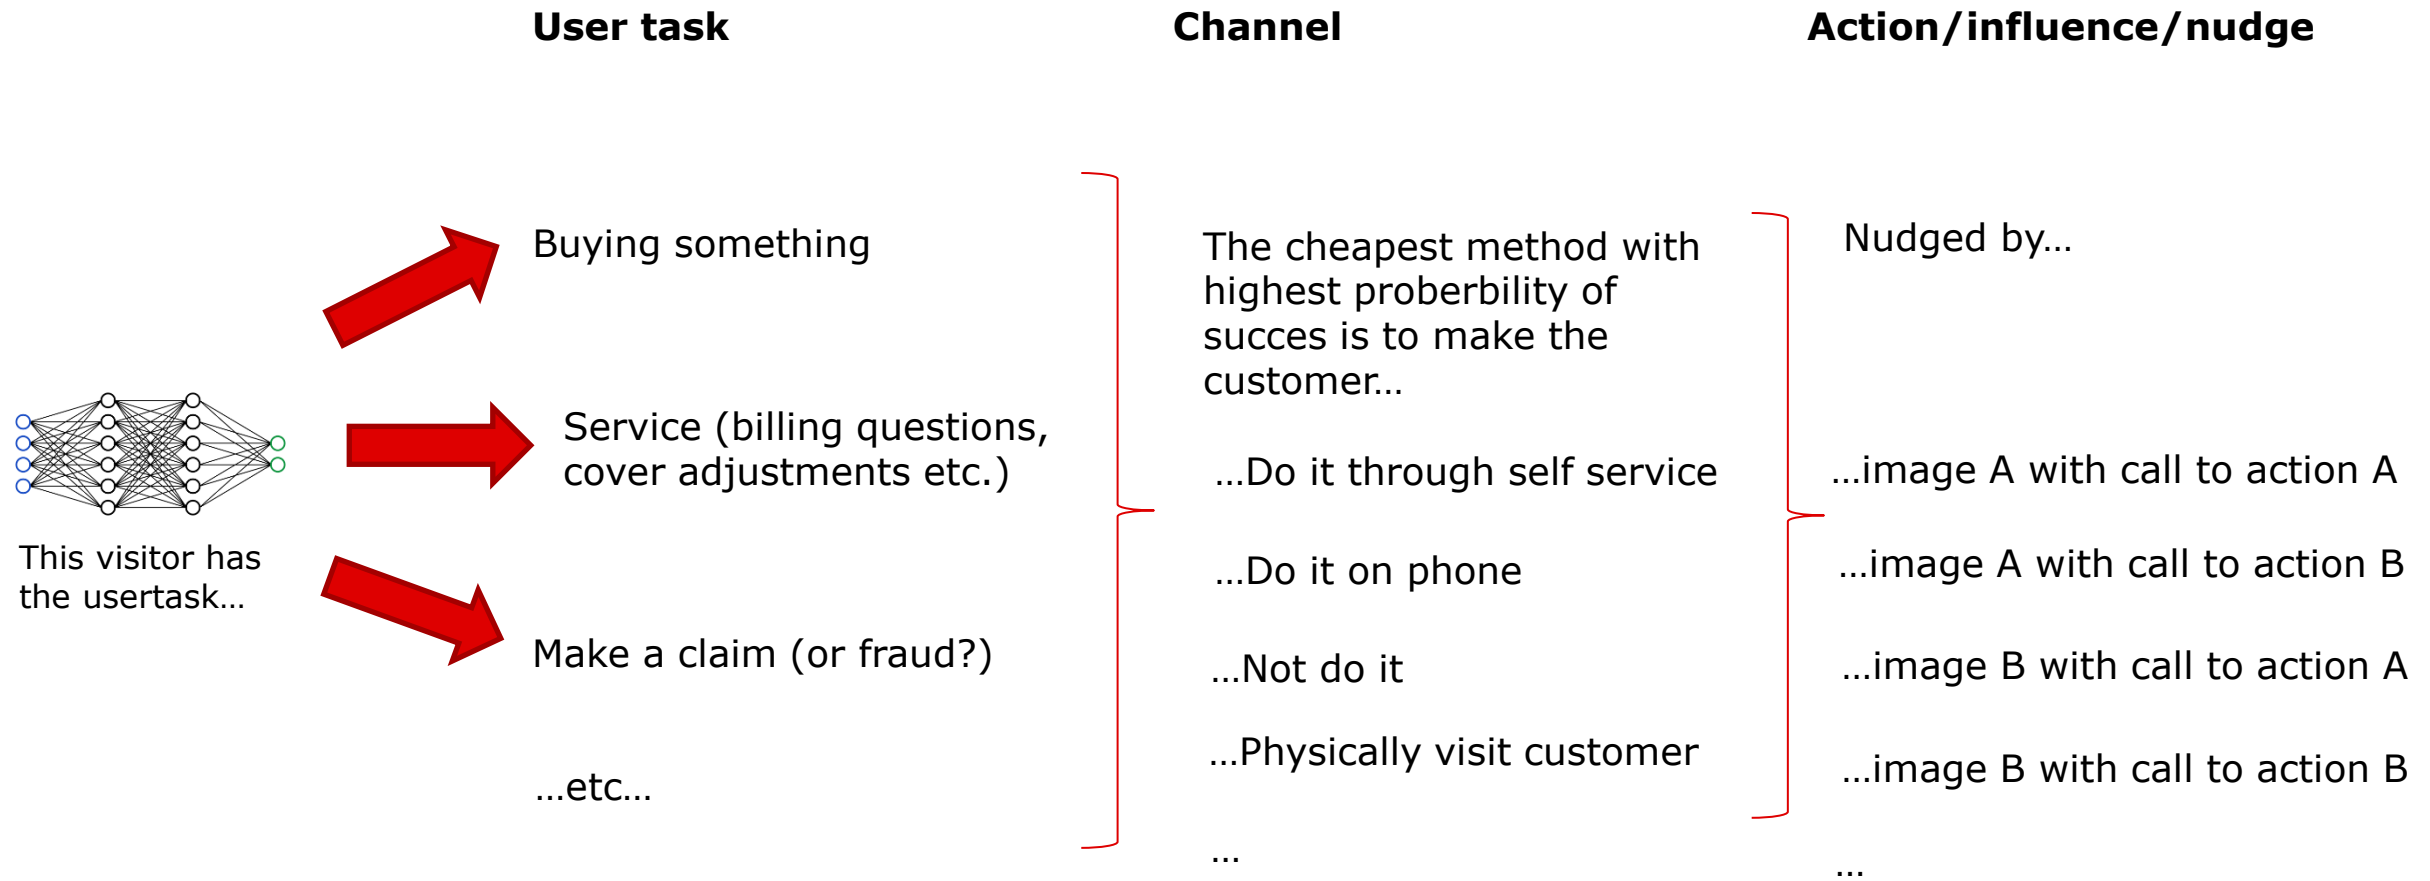 User task
Channel
Action/influence/nudge
This visitor has
the usertask…
Buying something
Service (billing questions,
cover adjustments etc.)
Make a claim (or fraud?)
…etc…
The cheapest method with
highest proberbility of
succes is to make the
customer…
…Do it through self service
…Do it on phone
…Not do it
…Physically visit customer
…
Nudged by…
…image A with call to action A
…image A with call to action B
…image B with call to action A
…image B with call to action B
…